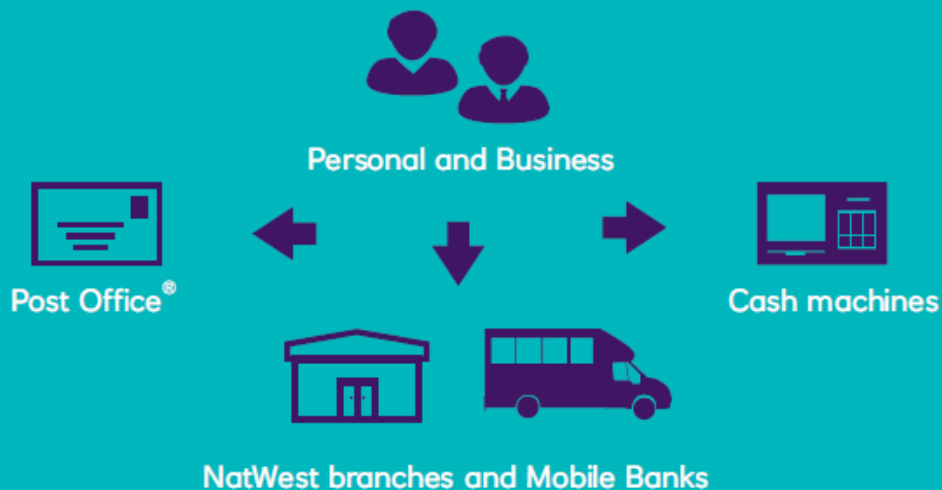 Personal and Business
Post Office®
Cash machines
NatWest branches and Mobile Banks